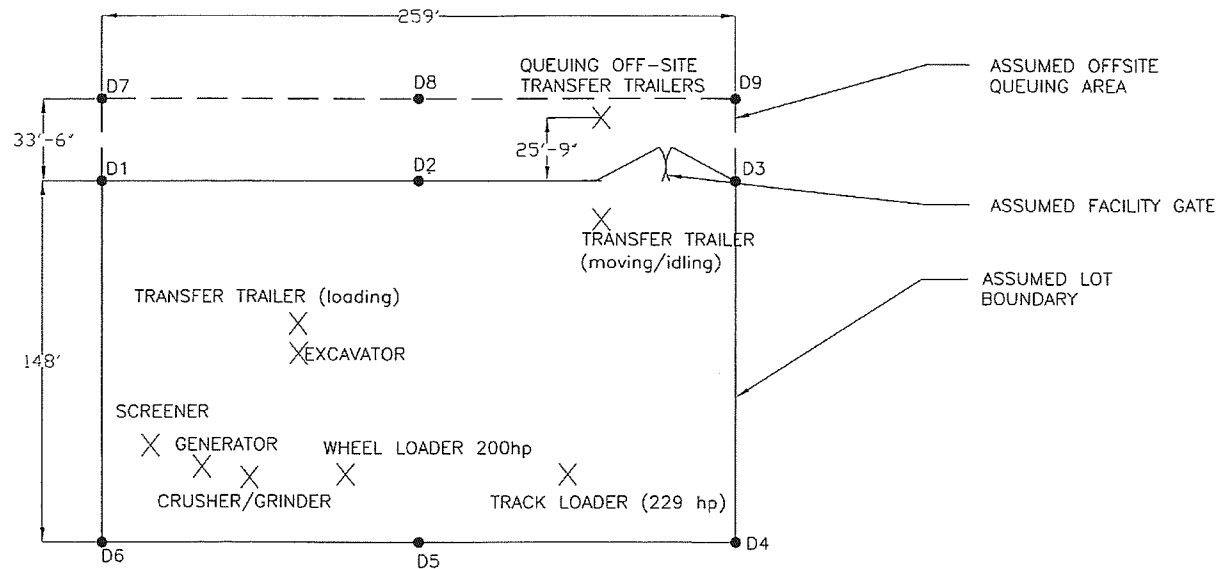 259'
QUEUING OFF-SITE
TRANSFER TRAILERS
ASSUMED OFFSITE
QUEUING AREA
D7
D8
D9
33'-6"
25'-9"
D1
D2
D3
ASSUMED FACILITY GATE
TRANSFER TRAILER
(moving/idling)
ASSUMED LOT
BOUNDARY
TRANSFER TRAILER (loading)
EXCAVATOR
148'
SCREENER
GENERATOR
WHEEL LOADER 200hp
CRUSHER/GRINDER
TRACK LOADER (229 hp)
D6
D5
D4